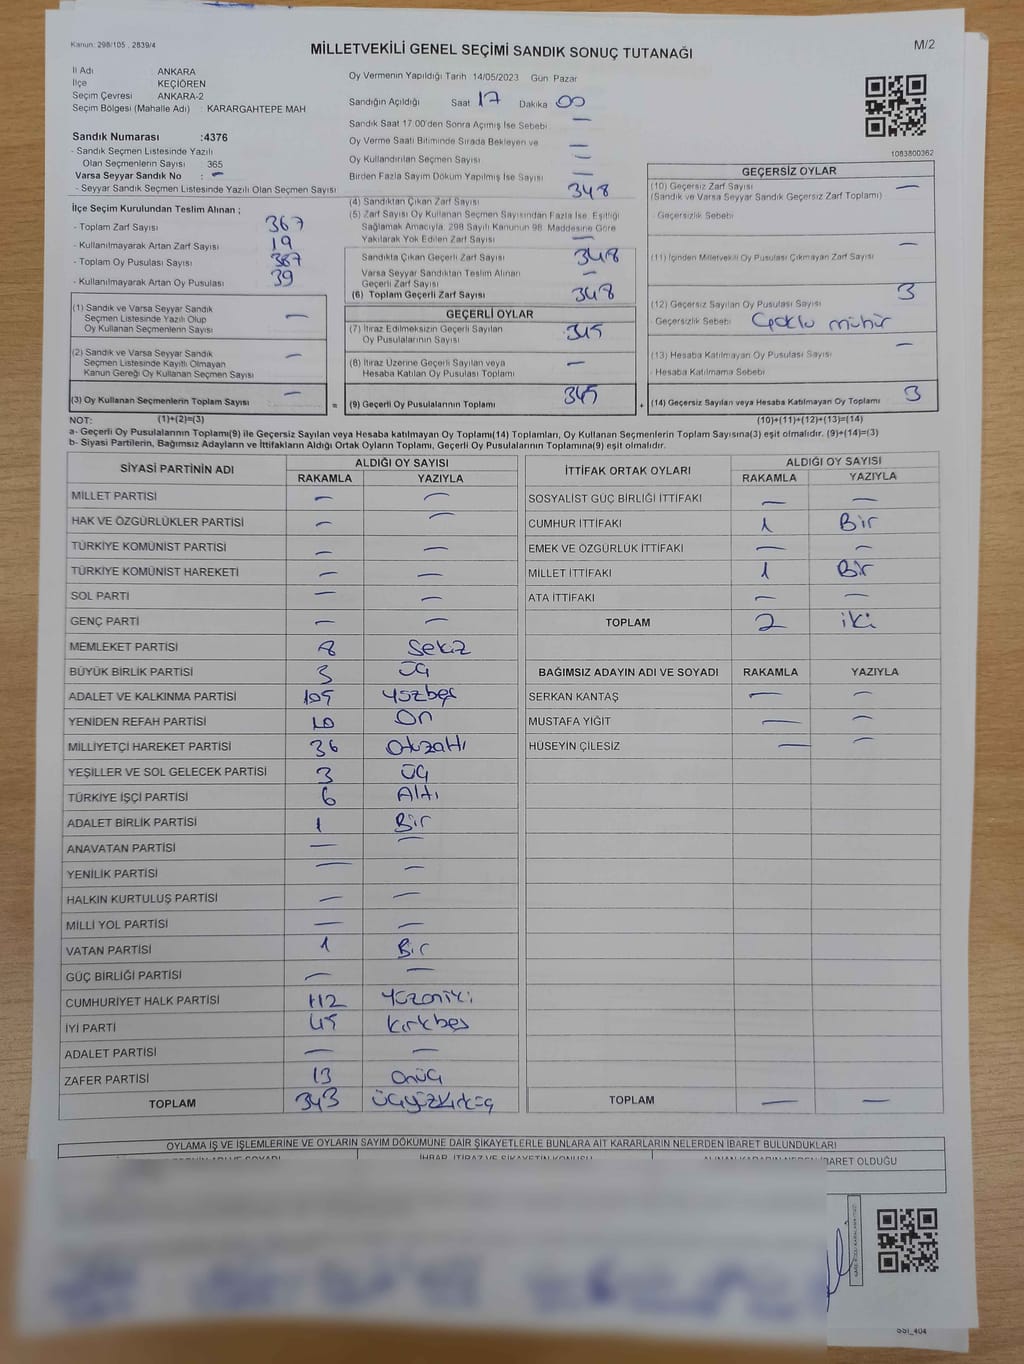 Kanun: 298/105 , 2839/4
MİLLETVEKİLİ GENEL SEÇİMİ SANDIK SONUÇ TUTANAĞI
M/2
İl Adı ANKARA
İlçe KEÇİÖREN
Seçim Çevresi ANKARA-2
Seçim Bölgesi (Mahalle Adı) KARARGAHTEPE MAH
Sandık Numarası :4376
- Sandık Seçmen Listesinde Yazılı
Olan Seçmenlerin Sayısı 365
Varsa Seyyar Sandık No : —
- Seyyar Sandık Seçmen Listesinde Yazılı Olan Seçmen Sayısı
İlçe Seçim Kurulundan Teslim Alınan ;
- Toplam Zarf Sayısı 367
- Kullanılmayarak Artan Zarf Sayısı 19
- Toplam Oy Pusulası Sayısı 387
- Kullanılmayarak Artan Oy Pusulası 39
(1) Sandık ve Varsa Seyyar Sandık
Seçmen Listesinde Yazılı Olup
Oy Kullanan Seçmenlerin Sayısı —
(2) Sandık ve Varsa Seyyar Sandık
Seçmen Listesinde Kayıtlı Olmayan
Kanun Gereği Oy Kullanan Seçmen Sayısı —
(3) Oy Kullanan Seçmenlerin Toplam Sayısı —
Oy Vermenin Yapıldığı Tarih 14/05/2023 Gün Pazar
Sandığın Açıldığı Saat 17 Dakika 00
Sandık Saat 17:00'den Sonra Açımış İse Sebebi —
Oy Verme Saati Bitiminde Sırada Bekleyen ve —
Oy Kullandırılan Seçmen Sayısı —
Birden Fazla Sayım Döküm Yapılmış İse Sayısı —
(4) Sandıktan Çıkan Zarf Sayısı 348
(5) Zarf Sayısı Oy Kullanan Seçmen Sayısından Fazla İse, Eşitliği
Sağlamak Amacıyla, 298 Sayılı Kanunun 98. Maddesine Göre
Yakılarak Yok Edilen Zarf Sayısı —
Sandıkta Çıkan Geçerli Zarf Sayısı 348
Varsa Seyyar Sandıktan Teslim Alınan
Geçerli Zarf Sayısı —
(6) Toplam Geçerli Zarf Sayısı 348
GEÇERLİ OYLAR
(7) İtiraz Edilmeksizin Geçerli Sayılan
Oy Pusulalarının Sayısı 345
(8) İtiraz Üzerine Geçerli Sayılan veya
Hesaba Katılan Oy Pusulası Toplamı —
= (9) Geçerli Oy Pusulalarının Toplamı 345 +
1083800362
GEÇERSİZ OYLAR
(10) Geçersiz Zarf Sayısı —
(Sandık ve Varsa Seyyar Sandık Geçersiz Zarf Toplamı)
- Geçersizlik Sebebi
(11) İçinden Milletvekili Oy Pusulası Çıkmayan Zarf Sayısı —
(12) Geçersiz Sayılan Oy Pusulası Sayısı 3
- Geçersizlik Sebebi Çoklu mühür
(13) Hesaba Katılmayan Oy Pusulası Sayısı —
- Hesaba Katılmama Sebebi
(14) Geçersiz Sayılan veya Hesaba Katılmayan Oy Toplamı 3
NOT: (1)+(2)=(3) (10)+(11)+(12)+(13)=(14)
a- Geçerli Oy Pusulalarının Toplamı(9) ile Geçersiz Sayılan veya Hesaba katılmayan Oy Toplamı(14) Toplamları, Oy Kullanan Seçmenlerin Toplam Sayısına(3) eşit olmalıdır. (9)+(14)=(3)
b- Siyasi Partilerin, Bağımsız Adayların ve İttifakların Aldığı Ortak Oyların Toplamı, Geçerli Oy Pusulalarının Toplamına(9) eşit olmalıdır.
SİYASİ PARTİNİN ADI ALDIĞI OY SAYISI
RAKAMLA YAZIYLA
MİLLET PARTİSİ — —
HAK VE ÖZGÜRLÜKLER PARTİSİ — —
TÜRKİYE KOMÜNİST PARTİSİ — —
TÜRKİYE KOMÜNİST HAREKETİ — —
SOL PARTİ — —
GENÇ PARTİ — —
MEMLEKET PARTİSİ 8 Sekiz
BÜYÜK BİRLİK PARTİSİ 3 Üç
ADALET VE KALKINMA PARTİSİ 105 Yüzbeş
YENİDEN REFAH PARTİSİ 10 On
MİLLİYETÇİ HAREKET PARTİSİ 36 Otuzaltı
YEŞİLLER VE SOL GELECEK PARTİSİ 3 Üç
TÜRKİYE İŞÇİ PARTİSİ 6 Altı
ADALET BİRLİK PARTİSİ 1 Bir
ANAVATAN PARTİSİ — —
YENİLİK PARTİSİ — —
HALKIN KURTULUŞ PARTİSİ — —
MİLLİ YOL PARTİSİ — —
VATAN PARTİSİ 1 Bir
GÜÇ BİRLİĞİ PARTİSİ — —
CUMHURİYET HALK PARTİSİ 112 Yüzoniki
İYİ PARTİ 45 Kırkbeş
ADALET PARTİSİ — —
ZAFER PARTİSİ 13 Onüç
TOPLAM 343 Üçyüzkırküç
İTTİFAK ORTAK OYLARI ALDIĞI OY SAYISI
RAKAMLA YAZIYLA
SOSYALİST GÜÇ BİRLİĞİ İTTİFAKI — —
CUMHUR İTTİFAKI 1 Bir
EMEK VE ÖZGÜRLÜK İTTİFAKI — —
MİLLET İTTİFAKI 1 Bir
ATA İTTİFAKI — —
TOPLAM 2 iki
BAĞIMSIZ ADAYIN ADI VE SOYADI RAKAMLA YAZIYLA
SERKAN KANTAŞ — —
MUSTAFA YİĞİT — —
HÜSEYİN ÇİLESİZ — —
TOPLAM — —
OYLAMA İŞ VE İŞLEMLERİNE VE OYLARIN SAYIM DÖKÜMÜNE DAİR ŞİKAYETLERLE BUNLARA AİT KARARLARIN NELERDEN İBARET BULUNDUKLARI
İHBAR, İTİRAZ VE ŞİKAYETİN KONUSU ALINAN KARARIN NEDEN İBARET OLDUĞU
SSI_404